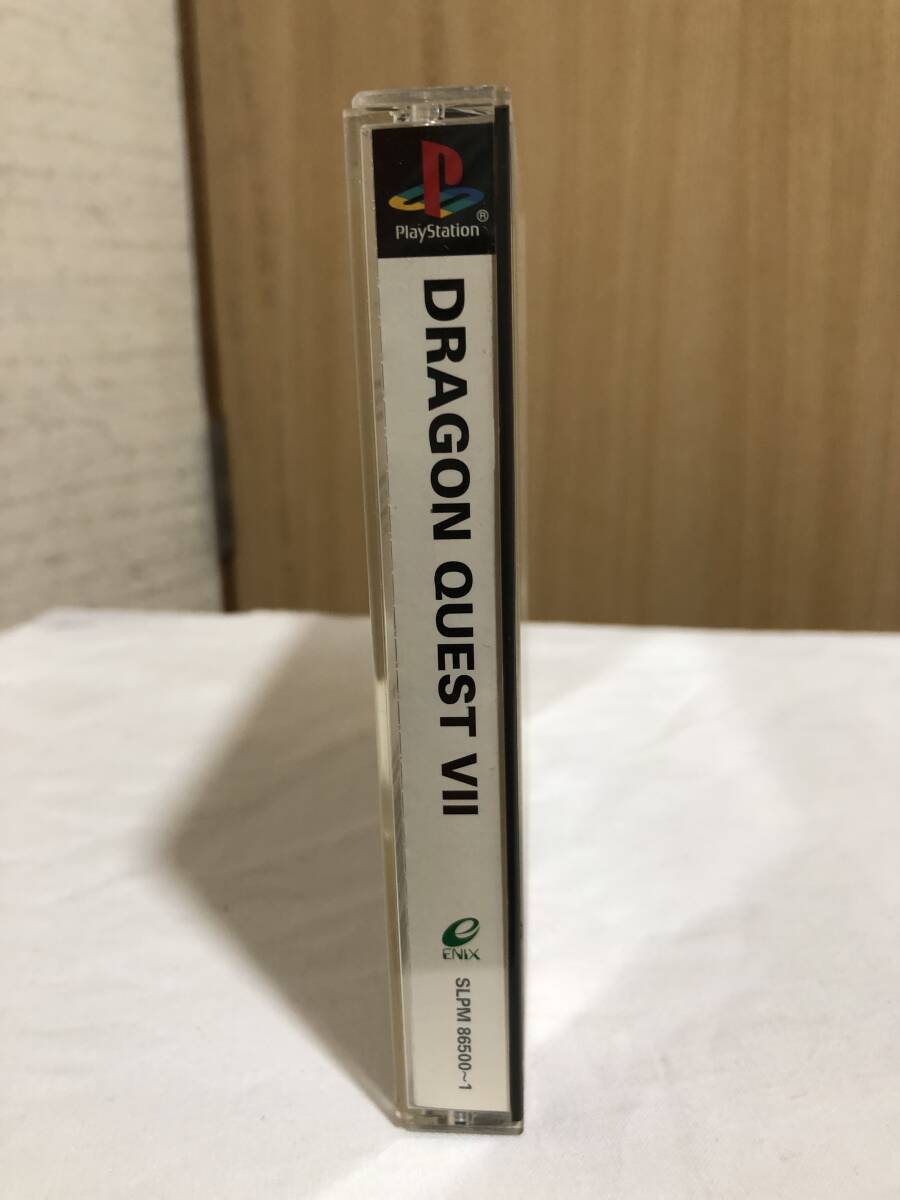 PlayStation®
DRAGON QUEST VII
ENIX
SLPM 86500~1